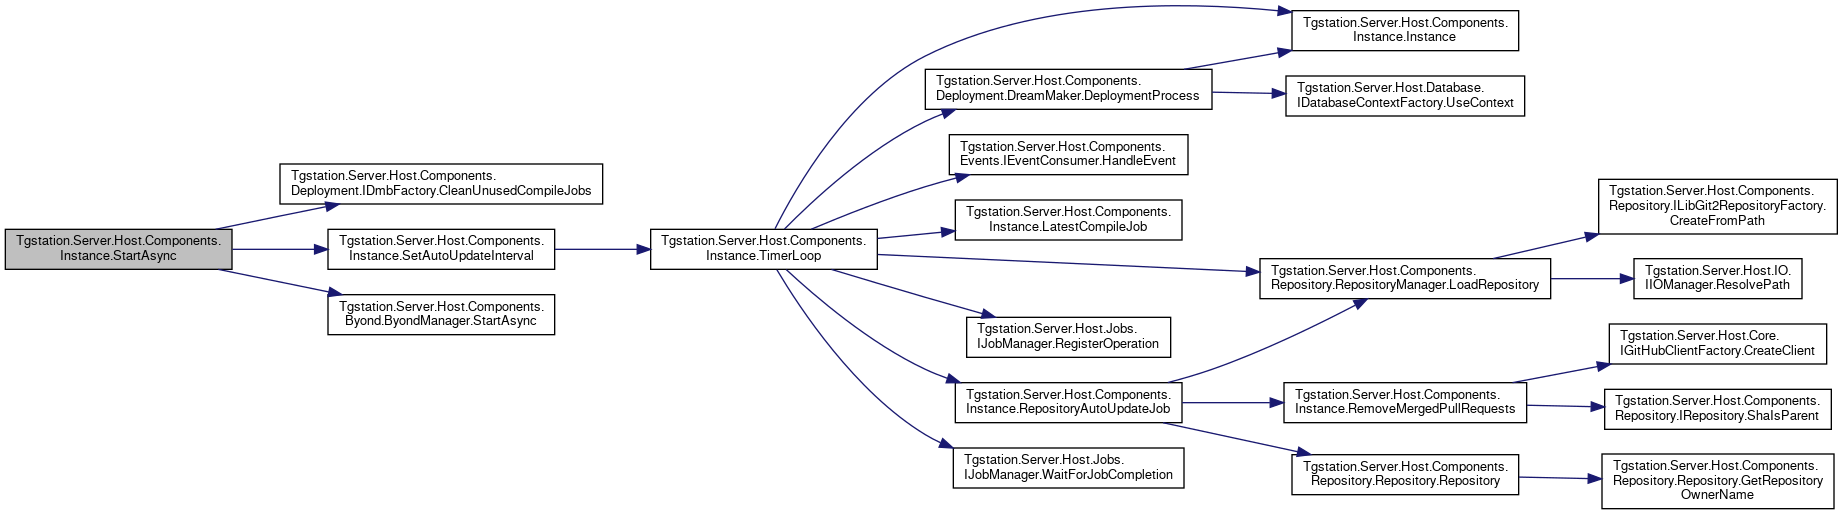 Tgstation.Server.Host.Components.
Instance.StartAsync
Tgstation.Server.Host.Components.
Deployment.IDmbFactory.CleanUnusedCompileJobs
Tgstation.Server.Host.Components.
Instance.SetAutoUpdateInterval
Tgstation.Server.Host.Components.
Byond.ByondManager.StartAsync
Tgstation.Server.Host.Components.
Instance.TimerLoop
Tgstation.Server.Host.Components.
Instance.Instance
Tgstation.Server.Host.Components.
Deployment.DreamMaker.DeploymentProcess
Tgstation.Server.Host.Database.
IDatabaseContextFactory.UseContext
Tgstation.Server.Host.Components.
Events.IEventConsumer.HandleEvent
Tgstation.Server.Host.Components.
Instance.LatestCompileJob
Tgstation.Server.Host.Components.
Repository.RepositoryManager.LoadRepository
Tgstation.Server.Host.Components.
Repository.ILibGit2RepositoryFactory.
CreateFromPath
Tgstation.Server.Host.IO.
IIOManager.ResolvePath
Tgstation.Server.Host.Jobs.
IJobManager.RegisterOperation
Tgstation.Server.Host.Components.
Instance.RepositoryAutoUpdateJob
Tgstation.Server.Host.Components.
Instance.RemoveMergedPullRequests
Tgstation.Server.Host.Core.
IGitHubClientFactory.CreateClient
Tgstation.Server.Host.Components.
Repository.IRepository.ShaIsParent
Tgstation.Server.Host.Jobs.
IJobManager.WaitForJobCompletion
Tgstation.Server.Host.Components.
Repository.Repository.Repository
Tgstation.Server.Host.Components.
Repository.Repository.GetRepository
OwnerName